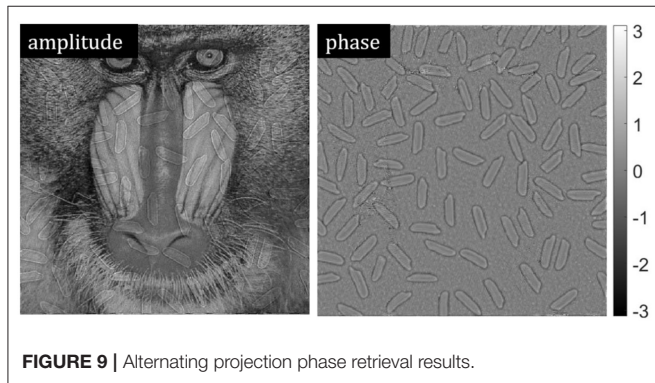 amplitude
phase
3
2
1
0
-1
-2
-3
FIGURE 9 | Alternating projection phase retrieval results.